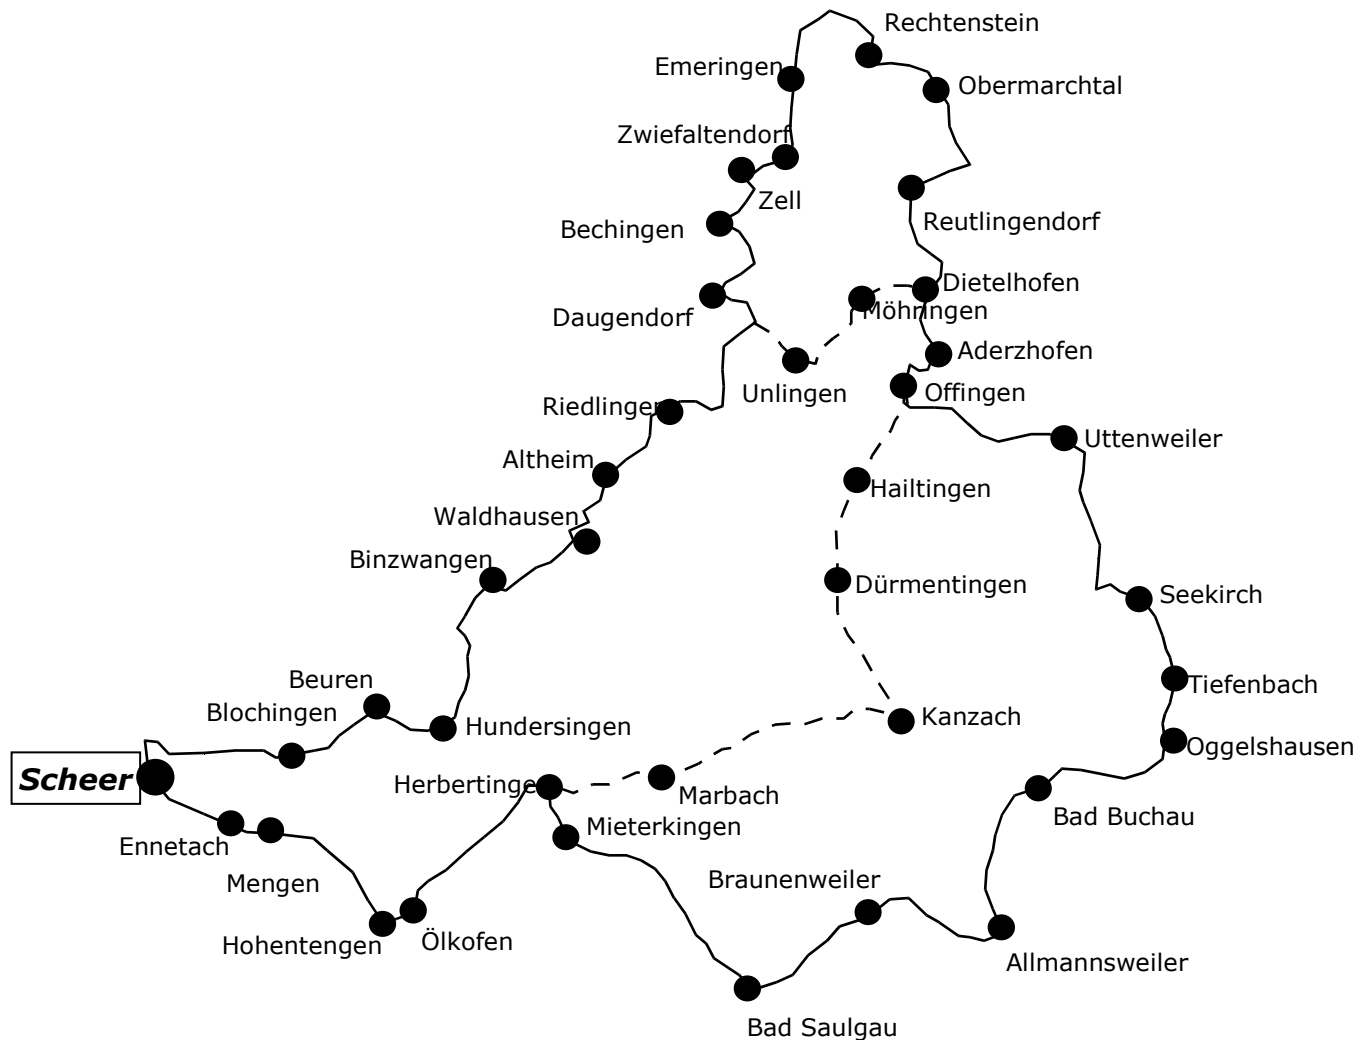 Rechtenstein
Emeringen
Obermarchtal
Zwiefaltendorf
Zell
Reutlingendorf
Bechingen
Dietelhofen
Möhringen
Daugendorf
Aderzhofen
Unlingen
Offingen
Riedlingen
Uttenweiler
Altheim
Hailtingen
Waldhausen
Binzwangen
Dürmentingen
Seekirch
Beuren
Tiefenbach
Blochingen
Kanzach
Hundersingen
Oggelshausen
Scheer
Herbertinge
Marbach
Bad Buchau
Mieterkingen
Ennetach
Braunenweiler
Mengen
Ölkofen
Hohentengen
Allmannsweiler
Bad Saulgau